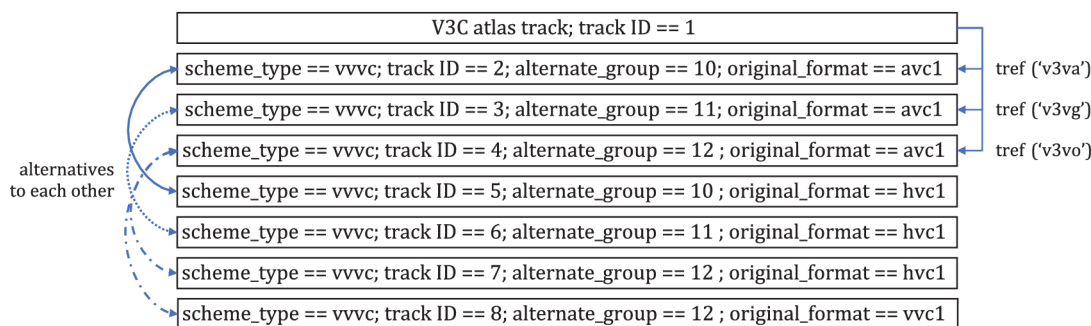 V3C atlas track; track ID == 1
scheme_type == vvvc; track ID == 2; alternate_group == 10; original_format == avc1
tref (‘v3va’)
scheme_type == vvvc; track ID == 3; alternate_group == 11; original_format == avc1
tref (‘v3vg’)
scheme_type == vvvc; track ID == 4; alternate_group == 12 ; original_format == avc1
tref (‘v3vo’)
alternatives
to each other
scheme_type == vvvc; track ID == 5; alternate_group == 10 ; original_format == hvc1
scheme_type == vvvc; track ID == 6; alternate_group == 11 ; original_format == hvc1
scheme_type == vvvc; track ID == 7; alternate_group == 12 ; original_format == hvc1
scheme_type == vvvc; track ID == 8; alternate_group == 12 ; original_format == vvc1